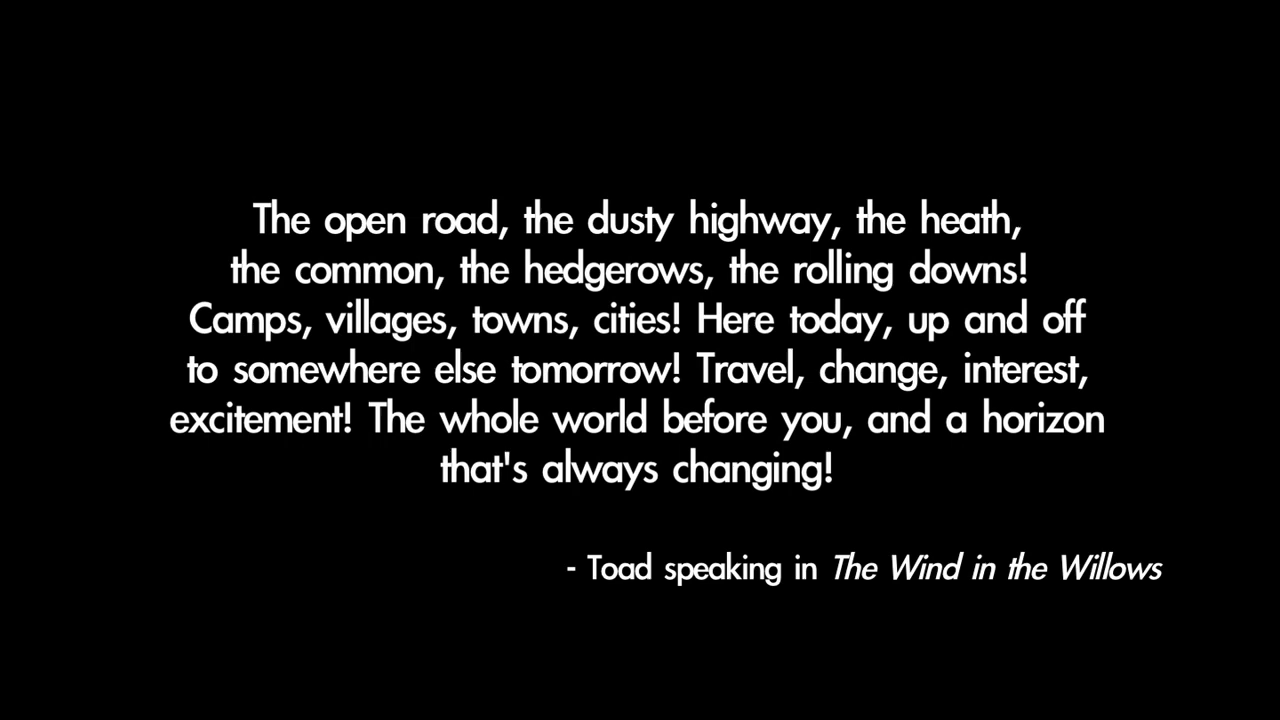 The open road, the dusty highway, the heath,
the common, the hedgerows, the rolling downs!
Camps, villages, towns, cities! Here today, up and off
to somewhere else tomorrow! Travel, change, interest,
excitement! The whole world before you, and a horizon
that's always changing!
- Toad speaking in The Wind in the Willows